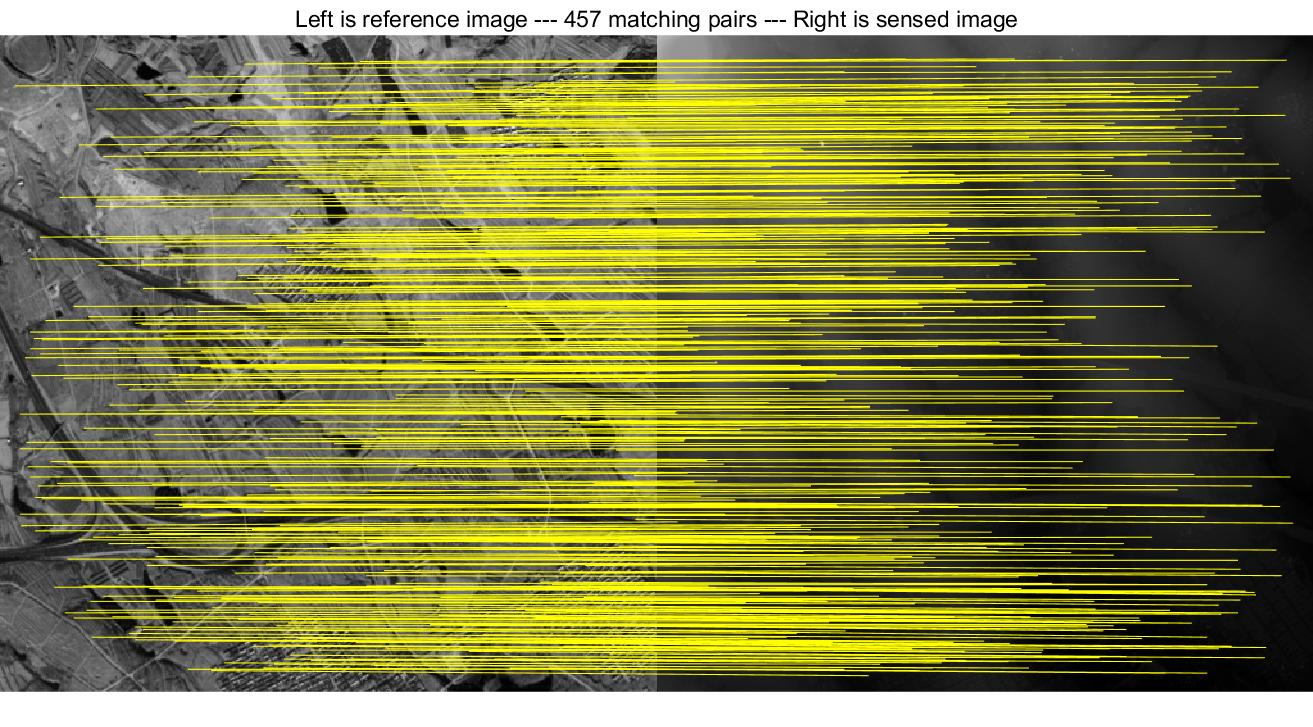 Left is reference image --- 457 matching pairs --- Right is sensed image